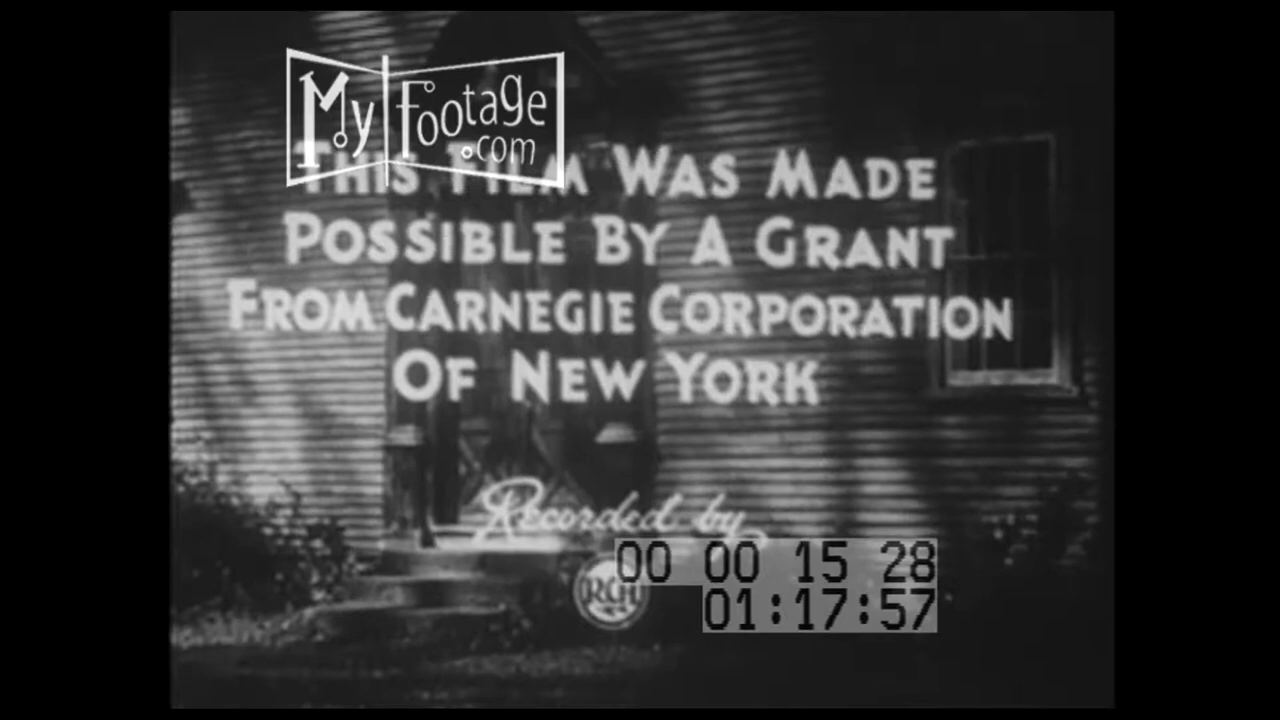 My Footage
.com
THIS FILM WAS MADE
POSSIBLE BY A GRANT
FROM CARNEGIE CORPORATION
OF NEW YORK
Recorded by
RCA
00 00 15 28
01:17:57